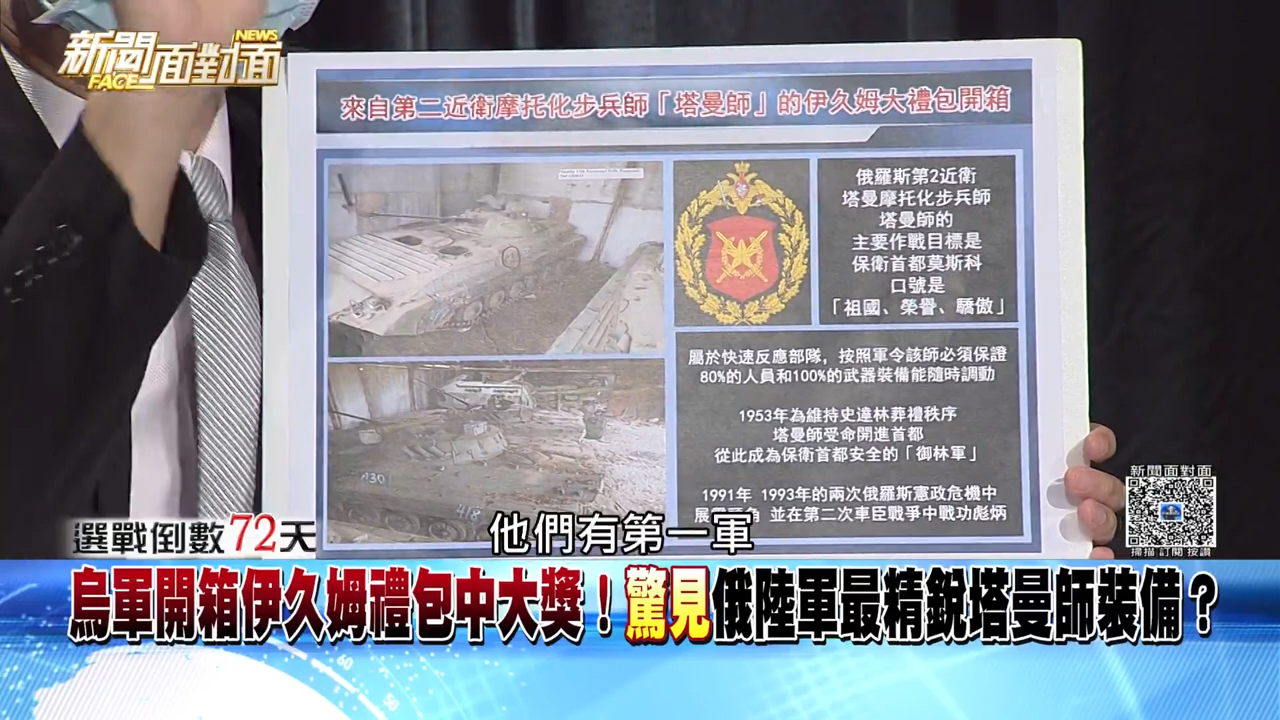 新聞面對面
NEWS
FACE
來自第二近衛摩托化步兵師「塔曼師」的伊久姆大禮包開箱
俄羅斯第2近衛
塔曼摩托化步兵師
塔曼師的
主要作戰目標是
保衛首都莫斯科
口號是
「祖國、榮譽、驕傲」
屬於快速反應部隊，按照軍令該師必須保證
80%的人員和100%的武器裝備能隨時調動
1953年為維持史達林葬禮秩序
塔曼師受命開進首都
從此成為保衛首都安全的「御林軍」
1991年 1993年的兩次俄羅斯憲政危機中
並在第二次車臣戰爭中戰功彪炳
430
418
新聞面對面
掃描 訂閱 按讚
選戰倒數72天
他們有第一軍
烏軍開箱伊久姆禮包中大獎！驚見俄陸軍最精銳塔曼師裝備？
60